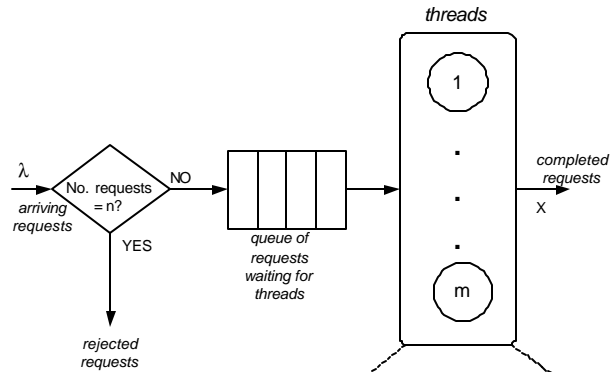 threads
1
.
.
.
m
λ
arriving
requests
No. requests
= n?
NO
YES
rejected
requests
queue of
requests
waiting for
threads
completed
requests
X